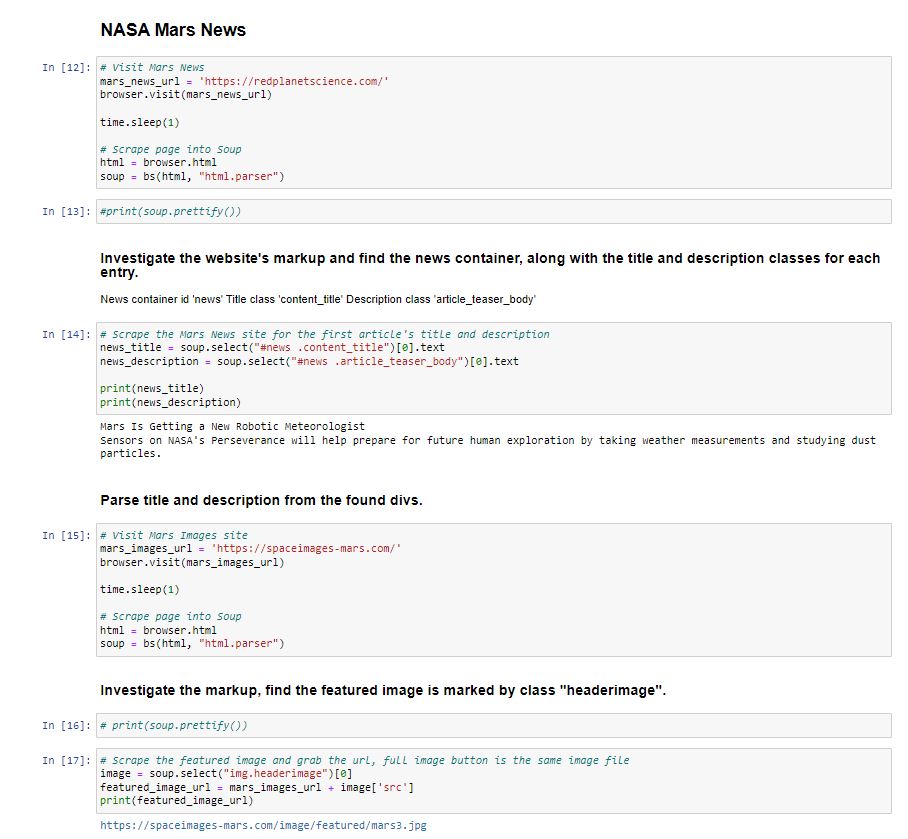 NASA Mars News
In [12]: # Visit Mars News
mars_news_url = 'https://redplanetscience.com/'
browser.visit(mars_news_url)
time.sleep(1)
# Scrape page into Soup
html = browser.html
soup = bs(html, "html.parser")
In [13]: #print(soup.prettify())
Investigate the website's markup and find the news container, along with the title and description classes for each
entry.
News container id 'news' Title class 'content_title' Description class 'article_teaser_body'
In [14]: # Scrape the Mars News site for the first article's title and description
news_title = soup.select("#news .content_title")[0].text
news_description = soup.select("#news .article_teaser_body")[0].text
print(news_title)
print(news_description)
Mars Is Getting a New Robotic Meteorologist
Sensors on NASA's Perseverance will help prepare for future human exploration by taking weather measurements and studying dust
particles.
Parse title and description from the found divs.
In [15]: # Visit Mars Images site
mars_images_url = 'https://spaceimages-mars.com/'
browser.visit(mars_images_url)
time.sleep(1)
# Scrape page into Soup
html = browser.html
soup = bs(html, "html.parser")
Investigate the markup, find the featured image is marked by class "headerimage".
In [16]: # print(soup.prettify())
In [17]: # Scrape the featured image and grab the url, full image button is the same image file
image = soup.select("img.headerimage")[0]
featured_image_url = mars_images_url + image['src']
print(featured_image_url)
https://spaceimages-mars.com/image/featured/mars3.jpg